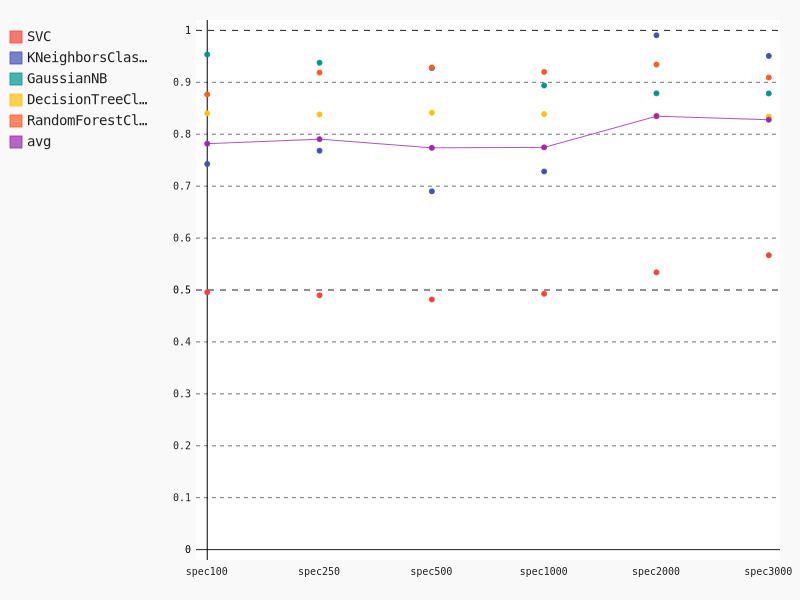 SVC
KNeighborsClas…
GaussianNB
DecisionTreeCl…
RandomForestCl…
avg
1
0.9
0.8
0.7
0.6
0.5
0.4
0.3
0.2
0.1
0
spec100 spec250 spec500 spec1000 spec2000 spec3000